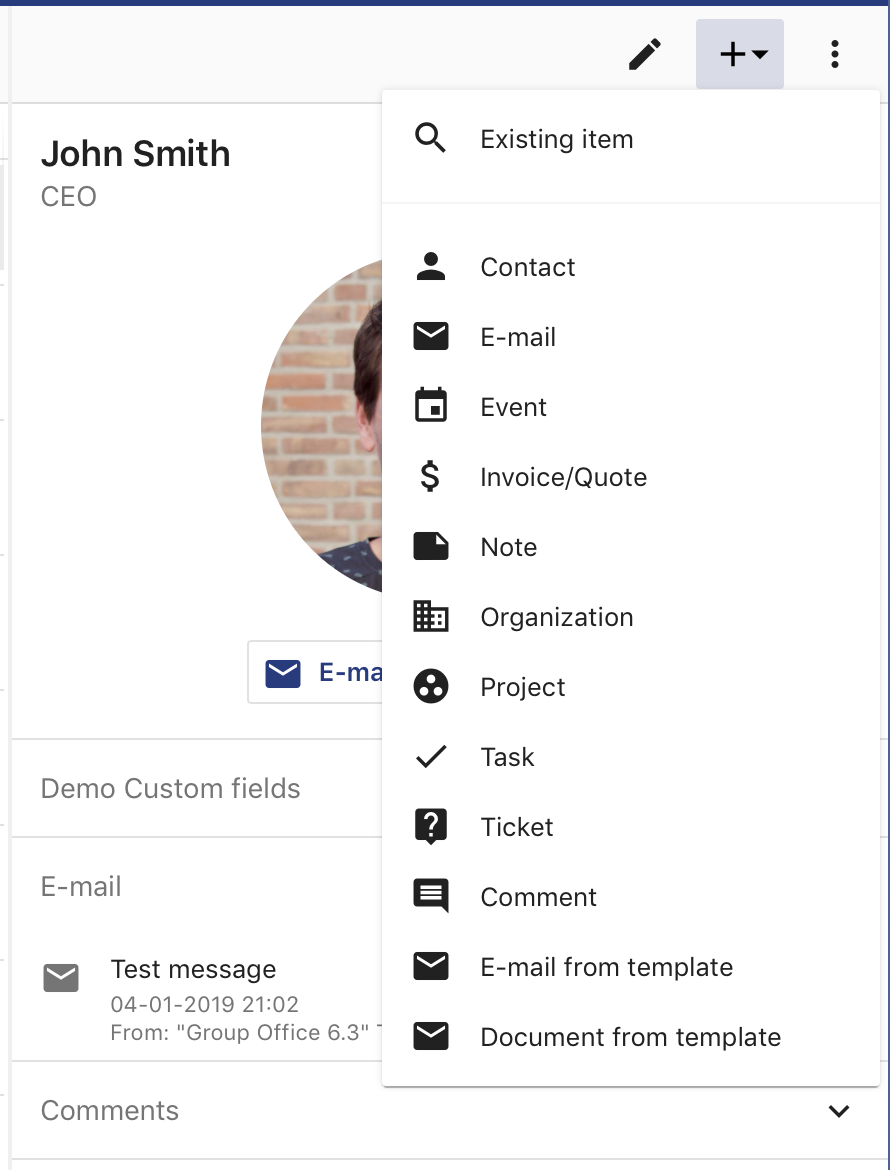 John Smith
CEO
E-ma
Demo Custom fields
E-mail
Test message
04-01-2019 21:02
From: "Group Office 6.3"
Comments
Existing item
Contact
E-mail
Event
Invoice/Quote
Note
Organization
Project
Task
Ticket
Comment
E-mail from template
Document from template